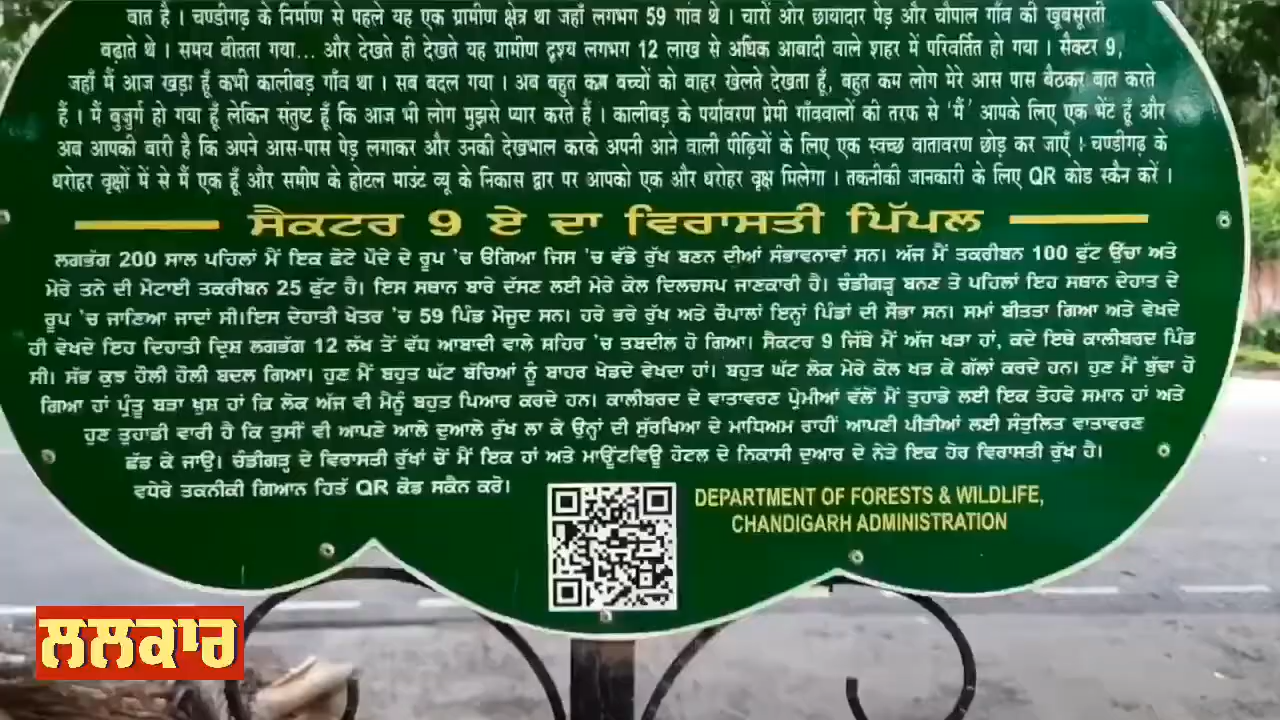 बात है । चण्डीगढ़ के निर्माण से पहले यह एक ग्रामीण क्षेत्र था जहाँ लगभग 59 गांव थे । चारों ओर छायादार पेड़ और चौपाल गाँव की खूबसूरती
बढ़ाते थे । समय बीतता गया... और देखते ही देखते यह ग्रामीण दृश्य लगभग 12 लाख से अधिक आबादी वाले शहर में परिवर्तित हो गया । सैक्टर 9,
जहाँ मैं आज खड़ा हूँ कभी कालीबड़ गाँव था । सब बदल गया । अब बहुत कम बच्चों को वाहर खेलते देखता हूँ, बहुत कम लोग मेरे आस पास बैठकर बात करते
हैं । मैं बुजुर्ग हो गया हूँ लेकिन संतुष्ट हूँ कि आज भी लोग मुझसे प्यार करते हैं । कालीबड़ के पर्यावरण प्रेमी गाँववालों की तरफ से 'मैं' आपके लिए एक भेंट हूँ और
अब आपकी बारी है कि अपने आस-पास पेड़ लगाकर और उनकी देखभाल करके अपनी आने वाली पीढ़ियों के लिए एक स्वच्छ वातावरण छोड़ कर जाएँ । चण्डीगढ़ के
धरोहर वृक्षों में से मैं एक हूँ और समीप के होटल माउंट व्यू के निकास द्वार पर आपको एक और धरोहर वृक्ष मिलेगा । तकनीकी जानकारी के लिए QR कोड स्कैन करें ।
ਸੈਕਟਰ 9 ਏ ਦਾ ਵਿਰਾਸਤੀ ਪਿੱਪਲ
ਲਗਭੱਗ 200 ਸਾਲ ਪਹਿਲਾਂ ਮੈਂ ਇਕ ਛੋਟੇ ਪੌਦੇ ਦੇ ਰੂਪ 'ਚ ਉਗਿਆ ਜਿਸ 'ਚ ਵੱਡੇ ਰੁੱਖ ਬਣਨ ਦੀਆਂ ਸੰਭਾਵਨਾਵਾਂ ਸਨ। ਅੱਜ ਮੈਂ ਤਕਰੀਬਨ 100 ਫੁੱਟ ਉੱਚਾ ਅਤੇ
ਮੇਰੇ ਤਨੇ ਦੀ ਮੋਟਾਈ ਤਕਰੀਬਨ 25 ਫੁੱਟ ਹੈ। ਇਸ ਸਥਾਨ ਬਾਰੇ ਦੱਸਣ ਲਈ ਮੇਰੇ ਕੋਲ ਦਿਲਚਸਪ ਜਾਣਕਾਰੀ ਹੈ। ਚੰਡੀਗੜ੍ਹ ਬਨਣ ਤੋ ਪਹਿਲਾਂ ਇਹ ਸਥਾਨ ਦੇਹਾਤ ਦੇ
ਰੂਪ 'ਚ ਜਾਣਿਆ ਜਾਦਾਂ ਸੀ।ਇਸ ਦੇਹਾਤੀ ਖੇਤਰ 'ਚ 59 ਪਿੰਡ ਮੌਜੂਦ ਸਨ। ਹਰੇ ਭਰੇ ਰੁੱਖ ਅਤੇ ਚੌਪਾਲਾਂ ਇਨ੍ਹਾਂ ਪਿੰਡਾਂ ਦੀ ਸੌਭਾ ਸਨ। ਸਮਾਂ ਬੀਤਤਾ ਗਿਆ ਅਤੇ ਵੇਖਦੇ
ਹੀ ਵੇਖਦੇ ਇਹ ਦਿਹਾਤੀ ਦ੍ਰਿਸ਼ ਲਗਭੱਗ 12 ਲੱਖ ਤੋਂ ਵੱਧ ਆਬਾਦੀ ਵਾਲੇ ਸ਼ਹਿਰ 'ਚ ਤਬਦੀਲ ਹੋ ਗਿਆ। ਸੈਕਟਰ 9 ਜਿੱਥੇ ਮੈਂ ਅੱਜ ਖੜਾ ਹਾਂ, ਕਦੇ ਇਥੇ ਕਾਲੀਬਰਦ ਪਿੰਡ
ਸੀ। ਸੱਭ ਕੁਝ ਹੌਲੀ ਹੌਲੀ ਬਦਲ ਗਿਆ। ਹੁਣ ਮੈਂ ਬਹੁਤ ਘੱਟ ਬੱਚਿਆਂ ਨੂੰ ਬਾਹਰ ਖੇਡਦੇ ਵੇਖਦਾ ਹਾਂ। ਬਹੁਤ ਘੱਟ ਲੋਕ ਮੇਰੇ ਕੋਲ ਖੜ ਕੇ ਗੱਲਾਂ ਕਰਦੇ ਹਨ। ਹੁਣ ਮੈਂ ਬੁੱਢਾ ਹੋ
ਗਿਆ ਹਾਂ ਪ੍ਰੰਤੂ ਬੜਾ ਖੁਸ਼ ਹਾਂ ਕਿ ਲੋਕ ਅੱਜ ਵੀ ਮੈਨੂੰ ਬਹੁਤ ਪਿਆਰ ਕਰਦੇ ਹਨ। ਕਾਲੀਬਰਦ ਦੇ ਵਾਤਾਵਰਣ ਪ੍ਰੇਮੀਆਂ ਵੱਲੋਂ ਮੈਂ ਤੁਹਾਡੇ ਲਈ ਇਕ ਤੋਹਫੇ ਸਮਾਨ ਹਾਂ ਅਤੇ
ਹੁਣ ਤੁਹਾਡੀ ਵਾਰੀ ਹੈ ਕਿ ਤੁਸੀਂ ਵੀ ਆਪਣੇ ਆਲੇ ਦੁਆਲੇ ਰੁੱਖ ਲਾ ਕੇ ਉਨ੍ਹਾਂ ਦੀ ਸੁੱਰਖਿਆ ਦੇ ਮਾਧਿਅਮ ਰਾਹੀਂ ਆਪਣੀ ਪੀੜੀਆਂ ਲਈ ਸੰਤੁਲਿਤ ਵਾਤਾਵਰਣ
ਛੱਡ ਕੇ ਜਾਉ। ਚੰਡੀਗੜ੍ਹ ਦੇ ਵਿਰਾਸਤੀ ਰੁੱਖਾਂ ਚੋਂ ਮੈਂ ਇਕ ਹਾਂ ਅਤੇ ਮਾਊਂਟਵਿਊ ਹੋਟਲ ਦੇ ਨਿਕਾਸੀ ਦੁਆਰ ਦੇ ਨੇੜੇ ਇਕ ਹੋਰ ਵਿਰਾਸਤੀ ਰੁੱਖ ਹੈ।
ਵਧੇਰੇ ਤਕਨੀਕੀ ਗਿਆਨ ਹਿਤੱ QR ਕੋਡ ਸਕੈਨ ਕਰੋ।
DEPARTMENT OF FORESTS & WILDLIFE,
CHANDIGARH ADMINISTRATION
ਲਲਕਾਰ